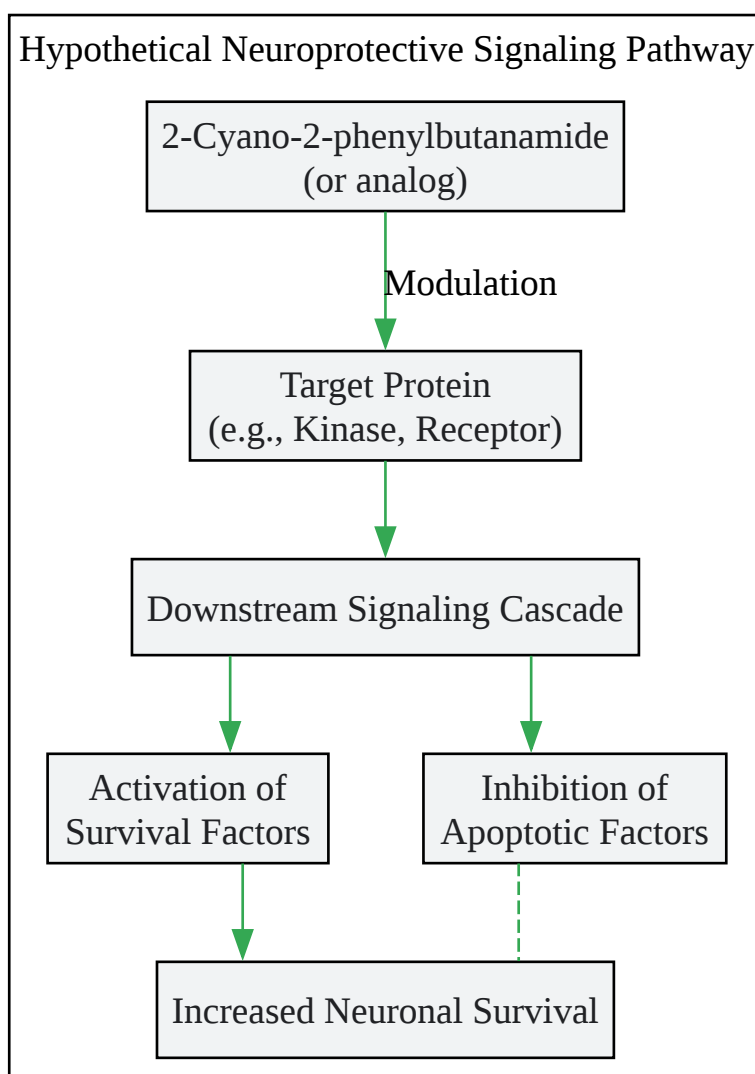 Hypothetical Neuroprotective Signaling Pathway
2-Cyano-2-phenylbutanamide
(or analog)
Modulation
Target Protein
(e.g., Kinase, Receptor)
Downstream Signaling Cascade
Activation of
Survival Factors
Inhibition of
Apoptotic Factors
Increased Neuronal Survival